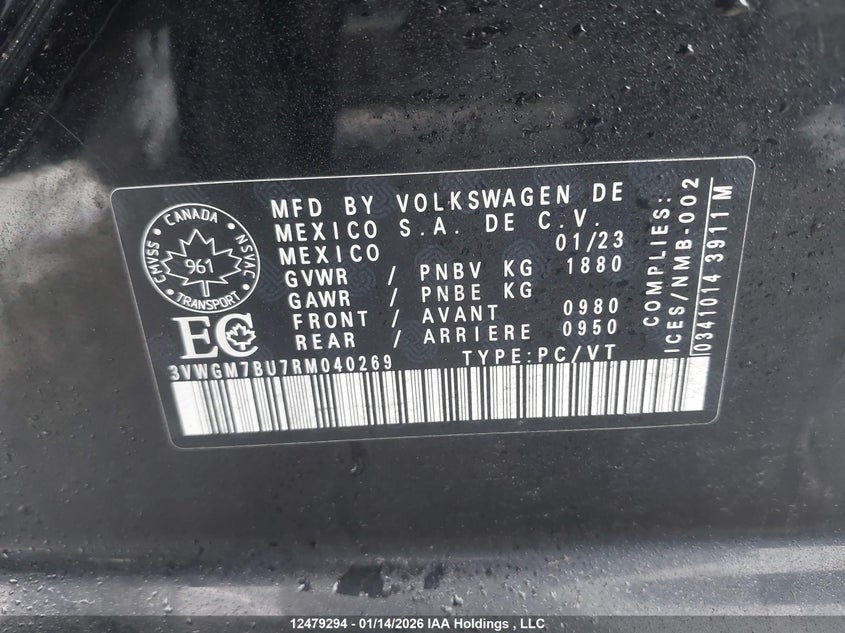 MFD BY VOLKSWAGEN DE
MEXICO S.A. DE C.V.
MEXICO 01/23
GVWR / PNBV KG 1880
GAWR / PNBE KG
FRONT / AVANT 0980
REAR / ARRIERE 0950
3VWGM7BU7RM040269 TYPE:PC/VT
CANADA
CMVSS
NSVAC
961
TRANSPORT
EC
COMPLIES:
ICES/NMB-002
0341014 3911 M
12479294 - 01/14/2026 IAA Holdings , LLC